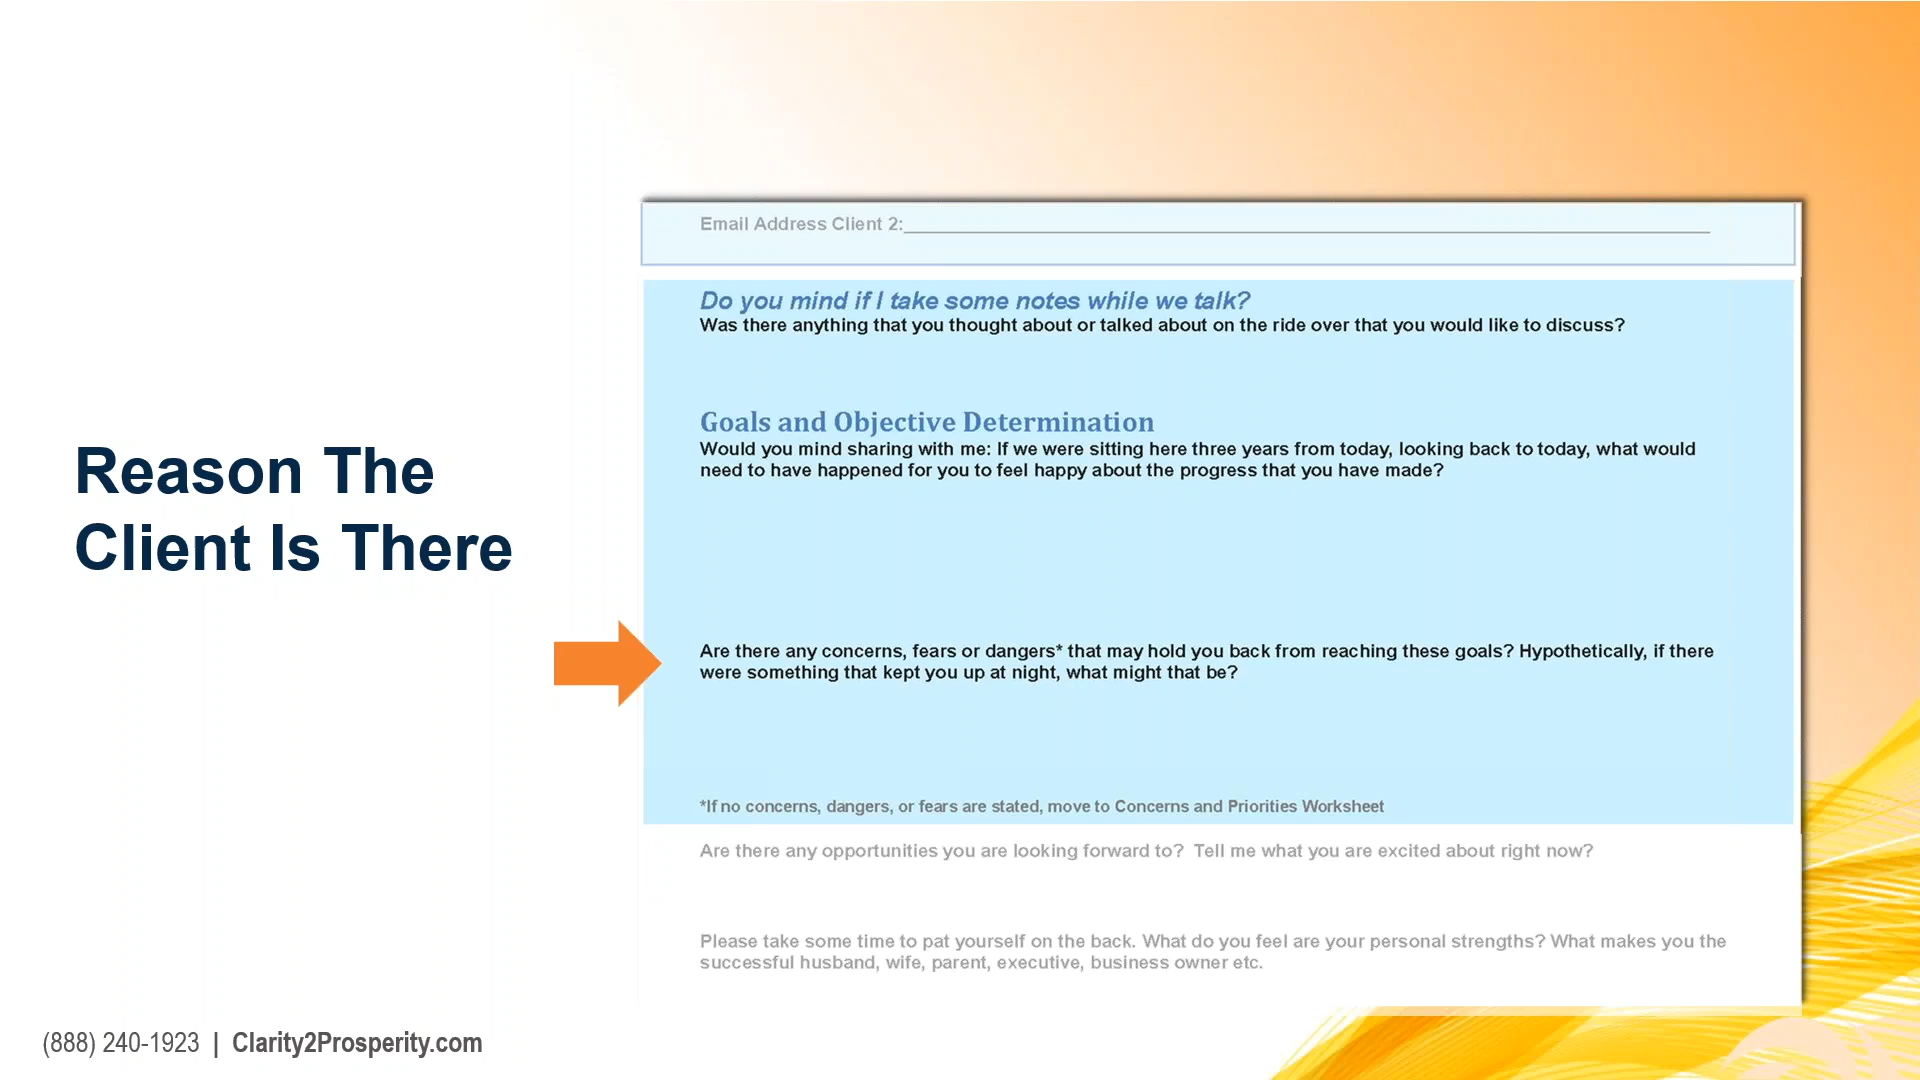 Reason The
Client Is There
Email Address Client 2:
Do you mind if I take some notes while we talk?
Was there anything that you thought about or talked about on the ride over that you would like to discuss?
Goals and Objective Determination
Would you mind sharing with me: If we were sitting here three years from today, looking back to today, what would
need to have happened for you to feel happy about the progress that you have made?
Are there any concerns, fears or dangers* that may hold you back from reaching these goals? Hypothetically, if there
were something that kept you up at night, what might that be?
*If no concerns, dangers, or fears are stated, move to Concerns and Priorities Worksheet
Are there any opportunities you are looking forward to?  Tell me what you are excited about right now?
Please take some time to pat yourself on the back. What do you feel are your personal strengths? What makes you the
successful husband, wife, parent, executive, business owner etc.
(888) 240-1923 | Clarity2Prosperity.com